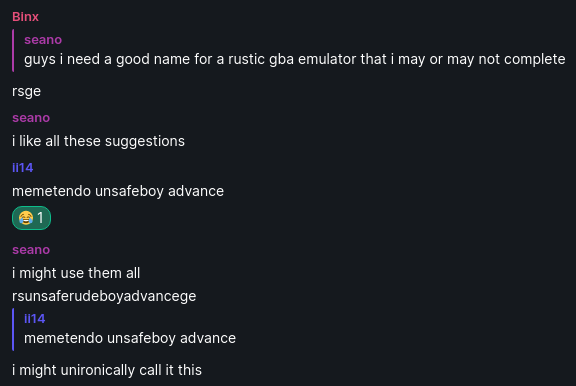 Binx
seano
guys i need a good name for a rustic gba emulator that i may or may not complete
rsge
seano
i like all these suggestions
ii14
memetendo unsafeboy advance
😂 1
seano
i might use them all
rsunsaferudeboyadvancege
ii14
memetendo unsafeboy advance
i might unironically call it this